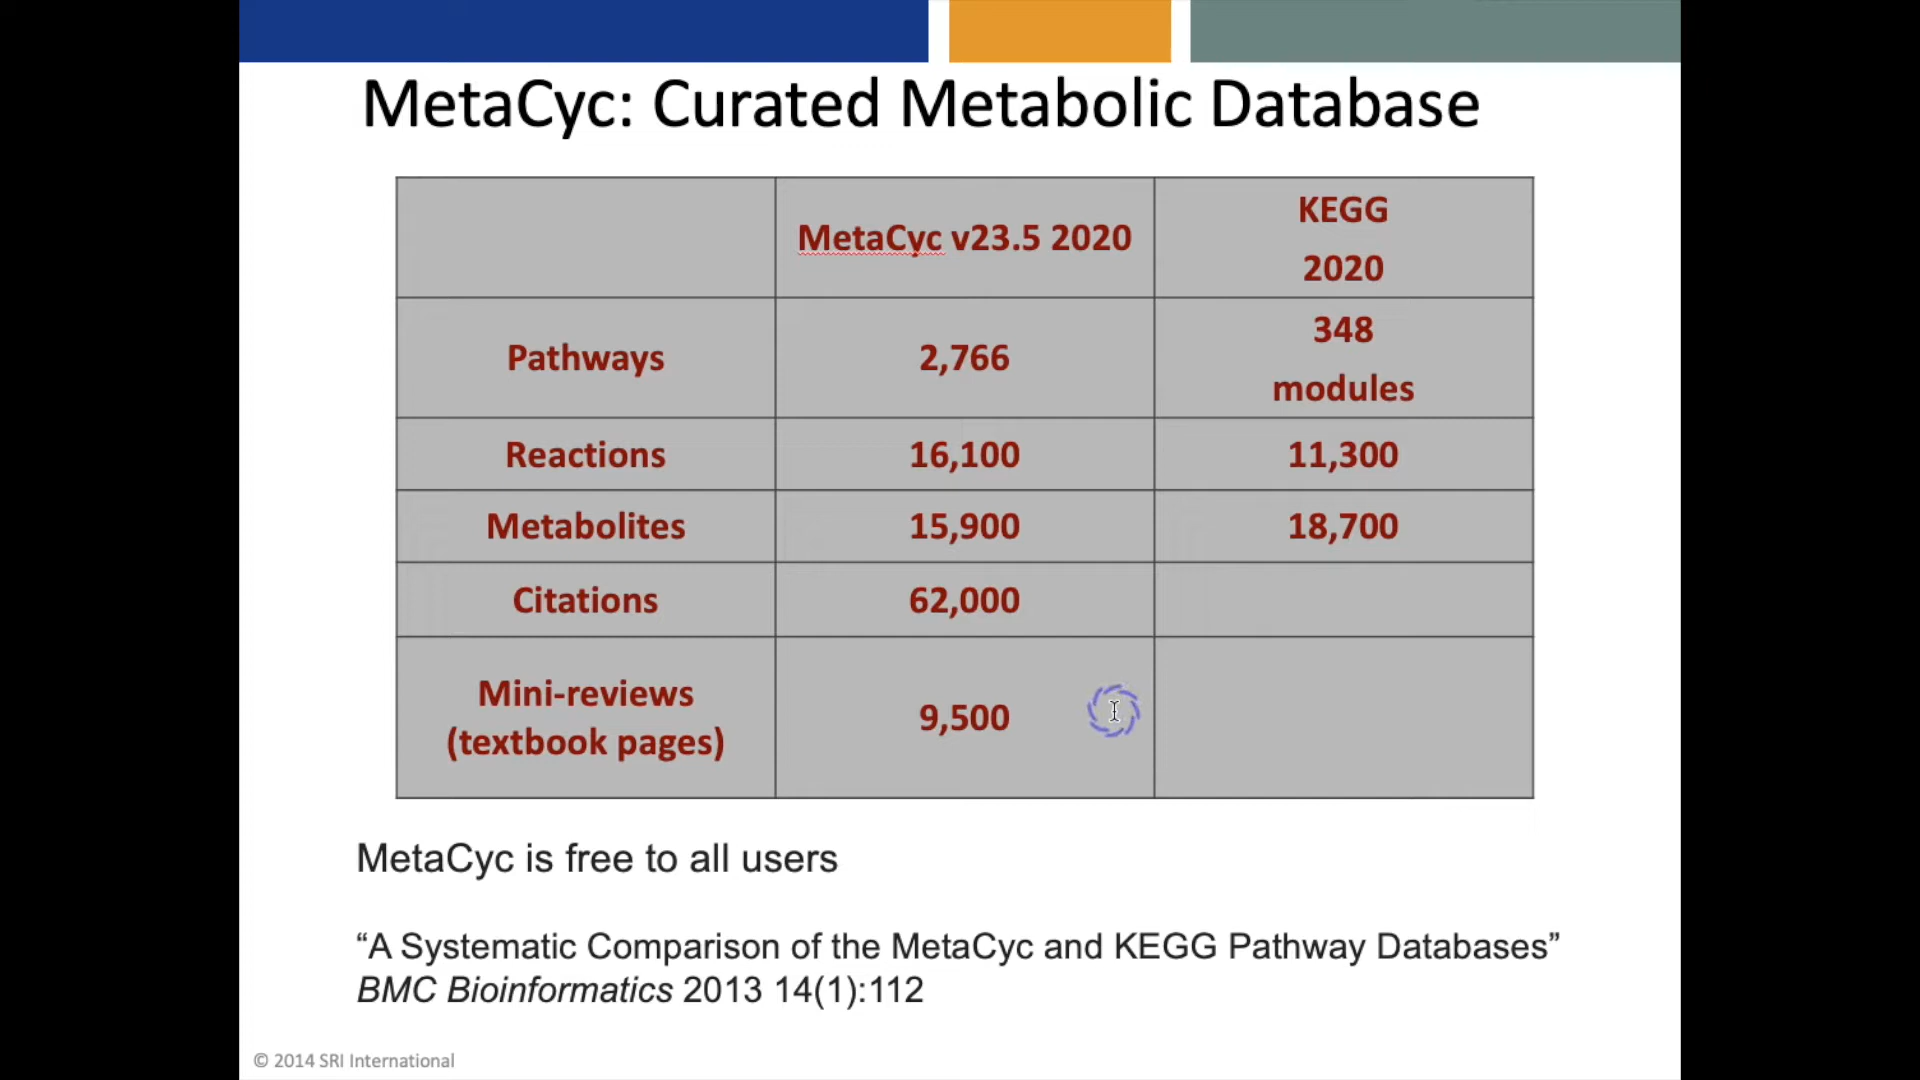 MetaCyc: Curated Metabolic Database
MetaCyc v23.5 2020
KEGG
2020
Pathways
2,766
348
modules
Reactions
16,100
11,300
Metabolites
15,900
18,700
Citations
62,000
Mini-reviews
(textbook pages)
9,500
MetaCyc is free to all users
“A Systematic Comparison of the MetaCyc and KEGG Pathway Databases”
BMC Bioinformatics 2013 14(1):112
© 2014 SRI International